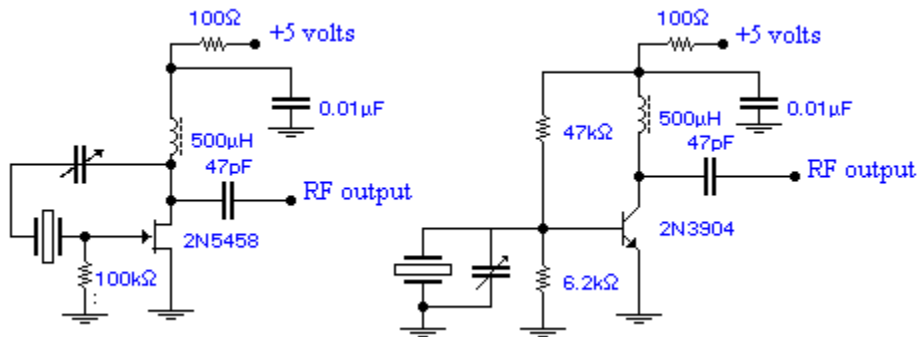 100Ω
+5 volts
0.01µF
500µH
47pF
RF output
2N5458
100kΩ
100Ω
+5 volts
0.01µF
47kΩ
500µH
47pF
RF output
2N3904
6.2kΩ